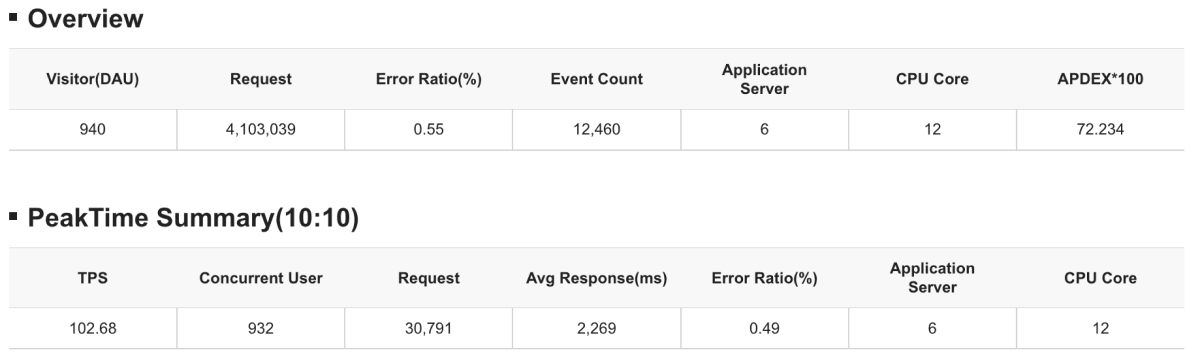 ▪ Overview
Visitor(DAU) Request Error Ratio(%) Event Count Application Server CPU Core APDEX*100
940 4,103,039 0.55 12,460 6 12 72.234
▪ PeakTime Summary(10:10)
TPS Concurrent User Request Avg Response(ms) Error Ratio(%) Application Server CPU Core
102.68 932 30,791 2,269 0.49 6 12